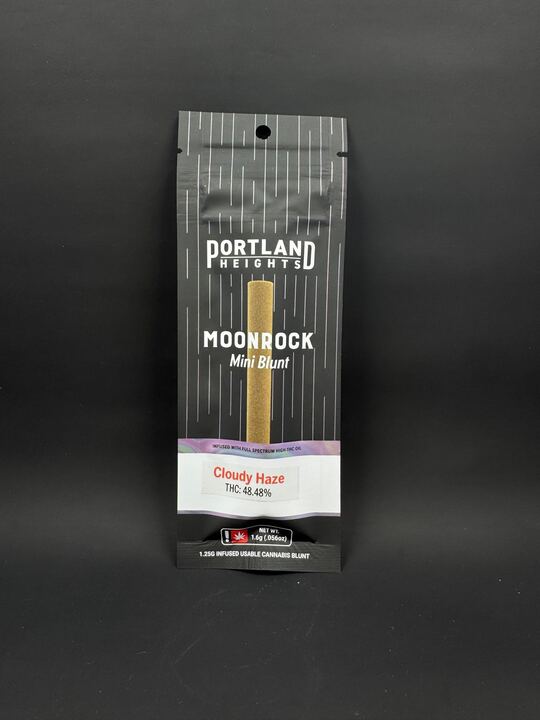 PORTLAND
HEIGHTS
MOONROCK
Mini Blunt
INFUSED WITH FULL SPECTRUM HIGH THC OIL
Cloudy Haze
THC: 48.48%
NET WT.
1.6g (.056oz)
1.25G INFUSED USABLE CANNABIS BLUNT